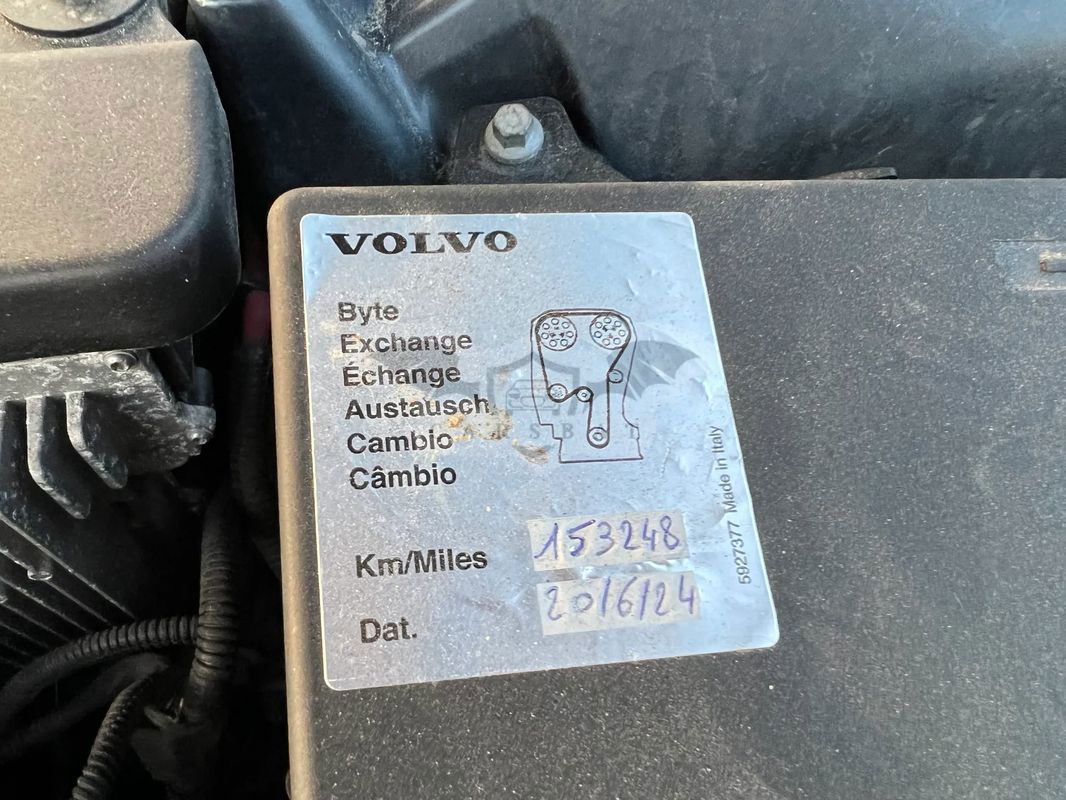 VOLVO
Byte
Exchange
Échange
Austausch
Cambio
Câmbio
Km/Miles 153248
Dat. 20/6/24
5927377 Made in Italy